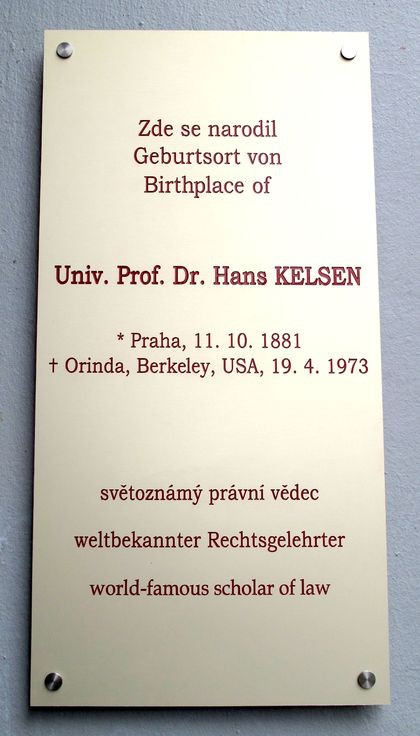 Zde se narodil
Geburtsort von
Birthplace of
Univ. Prof. Dr. Hans KELSEN
* Praha, 11. 10. 1881
† Orinda, Berkeley, USA, 19. 4. 1973
světoznámý právní vědec
weltbekannter Rechtsgelehrter
world-famous scholar of law